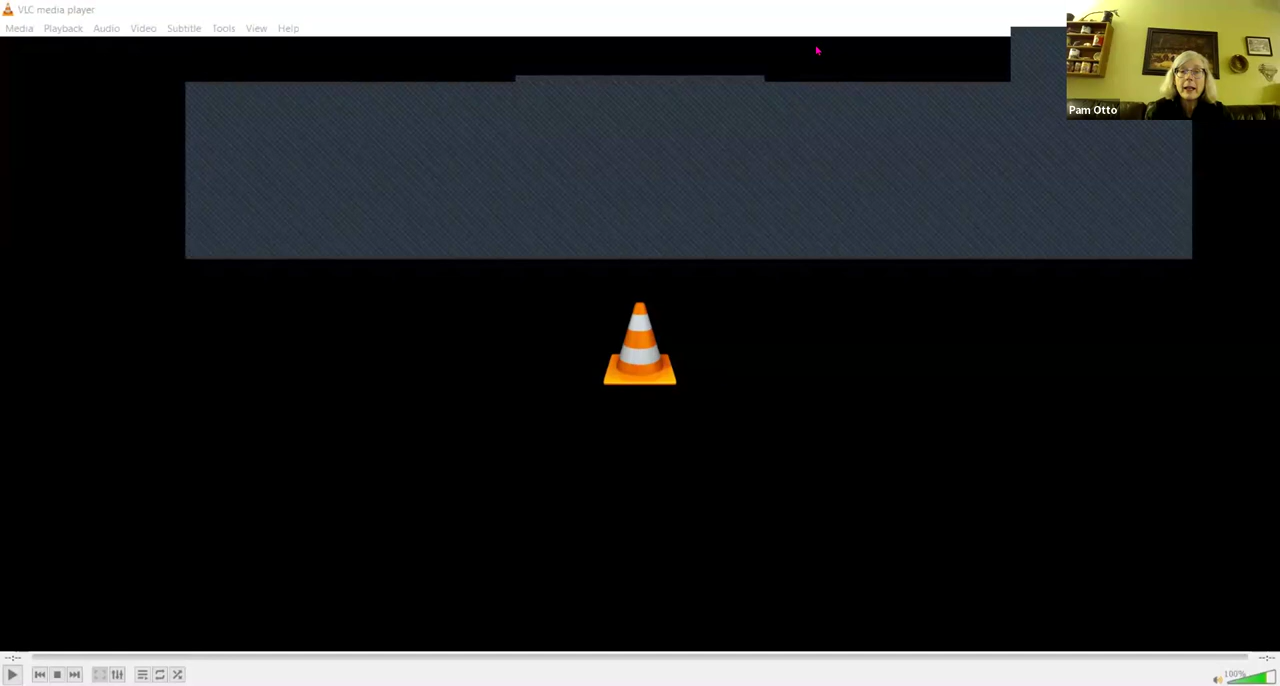 VLC media player
Media Playback Audio Video Subtitle Tools View Help
Pam Otto
--:-- --:--
100%